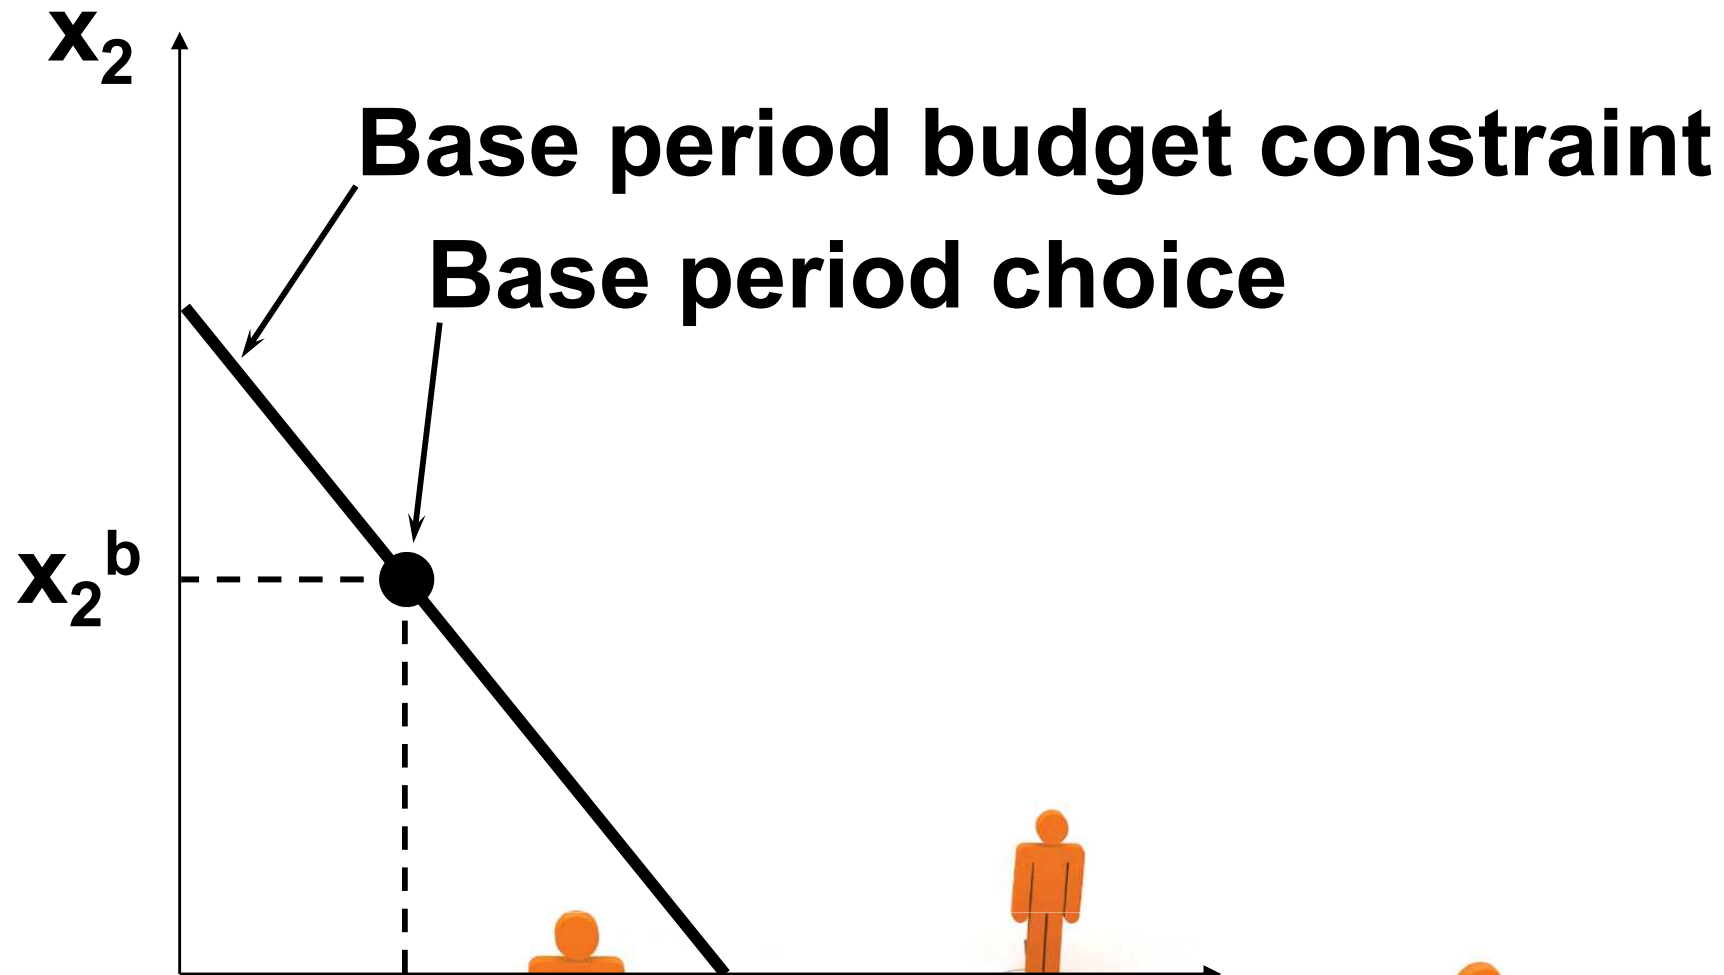 x₂
Base period budget constraint
Base period choice
x₂ᵇ